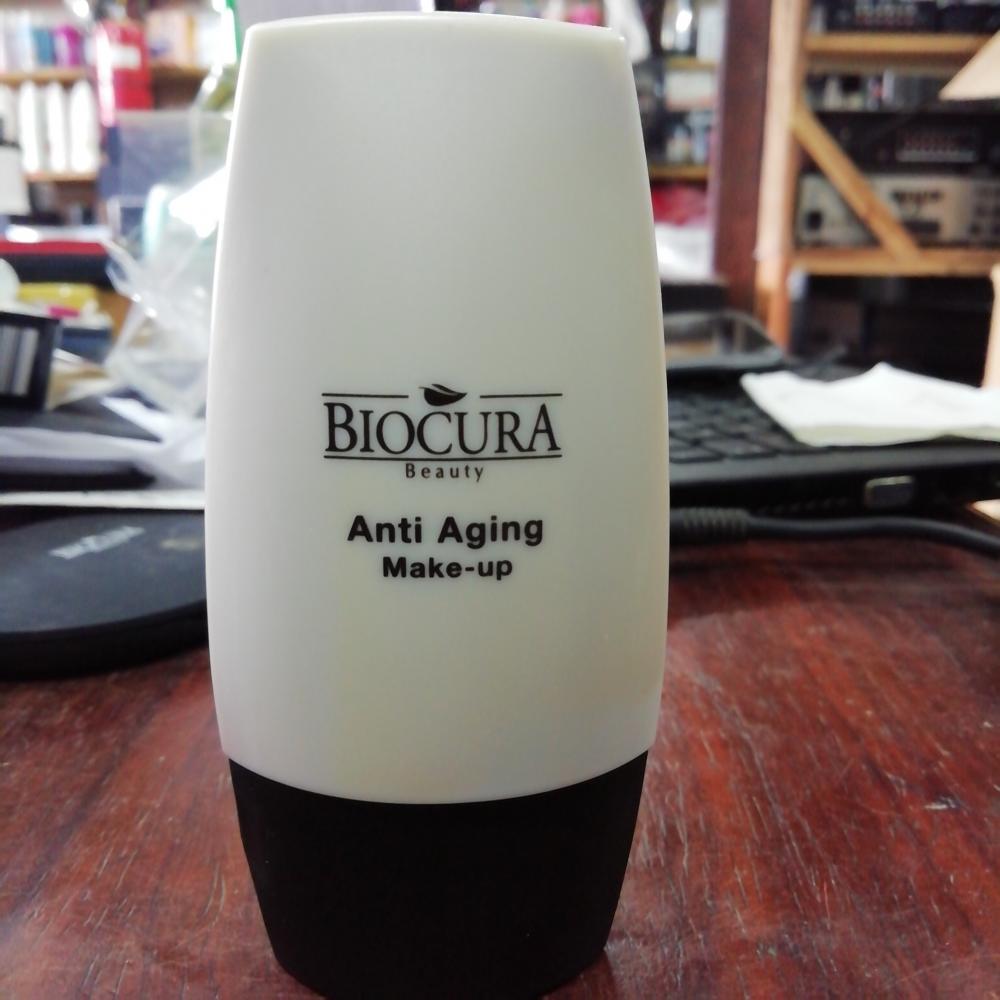 BIOCURA
Beauty
Anti Aging
Make-up